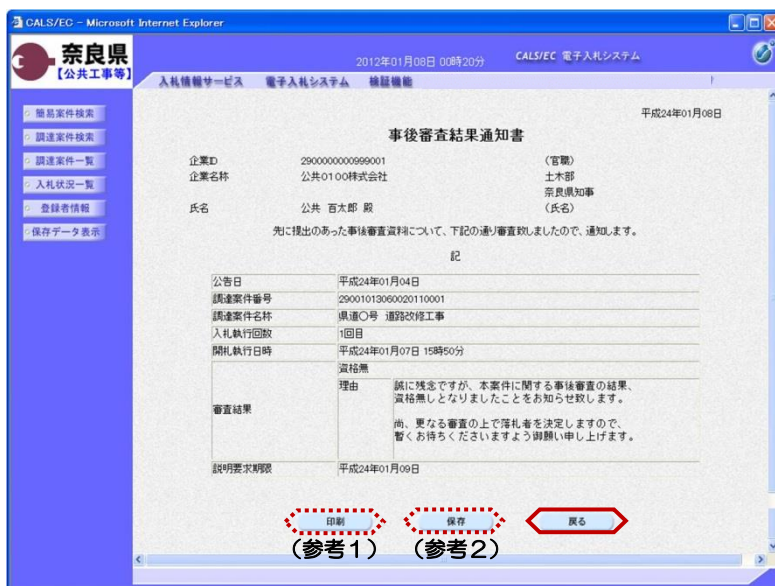 CALS/EC - Microsoft Internet Explorer
奈良県
【公共工事等】
2012年01月08日 00時20分
CALS/EC 電子入札システム
入札情報サービス 電子入札システム 検証機能
簡易案件検索
調達案件検索
調達案件一覧
入札状況一覧
登録者情報
保存データ表示
平成24年01月08日
事後審査結果通知書
企業ID 2900000000999001 (官職)
企業名称 公共0100株式会社 土木部
奈良県知事
氏名 公共 百太郎 殿 (氏名)
先に提出のあった事後審査資料について、下記の通り審査致しましたので、通知します。
記
公告日 平成24年01月04日
調達案件番号 29001013060020110001
調達案件名称 県道〇号 道路改修工事
入札執行回数 1回目
開札執行日時 平成24年01月07日 15時50分
審査結果 資格無
理由 誠に残念ですが、本案件に関する事後審査の結果、
資格無しとなりましたことをお知らせ致します。
尚、更なる審査の上で落札者を決定しますので、
暫くお待ちくださいますよう御願い申し上げます。
説明要求期限 平成24年01月09日
印刷 保存 戻る
(参考1) (参考2)